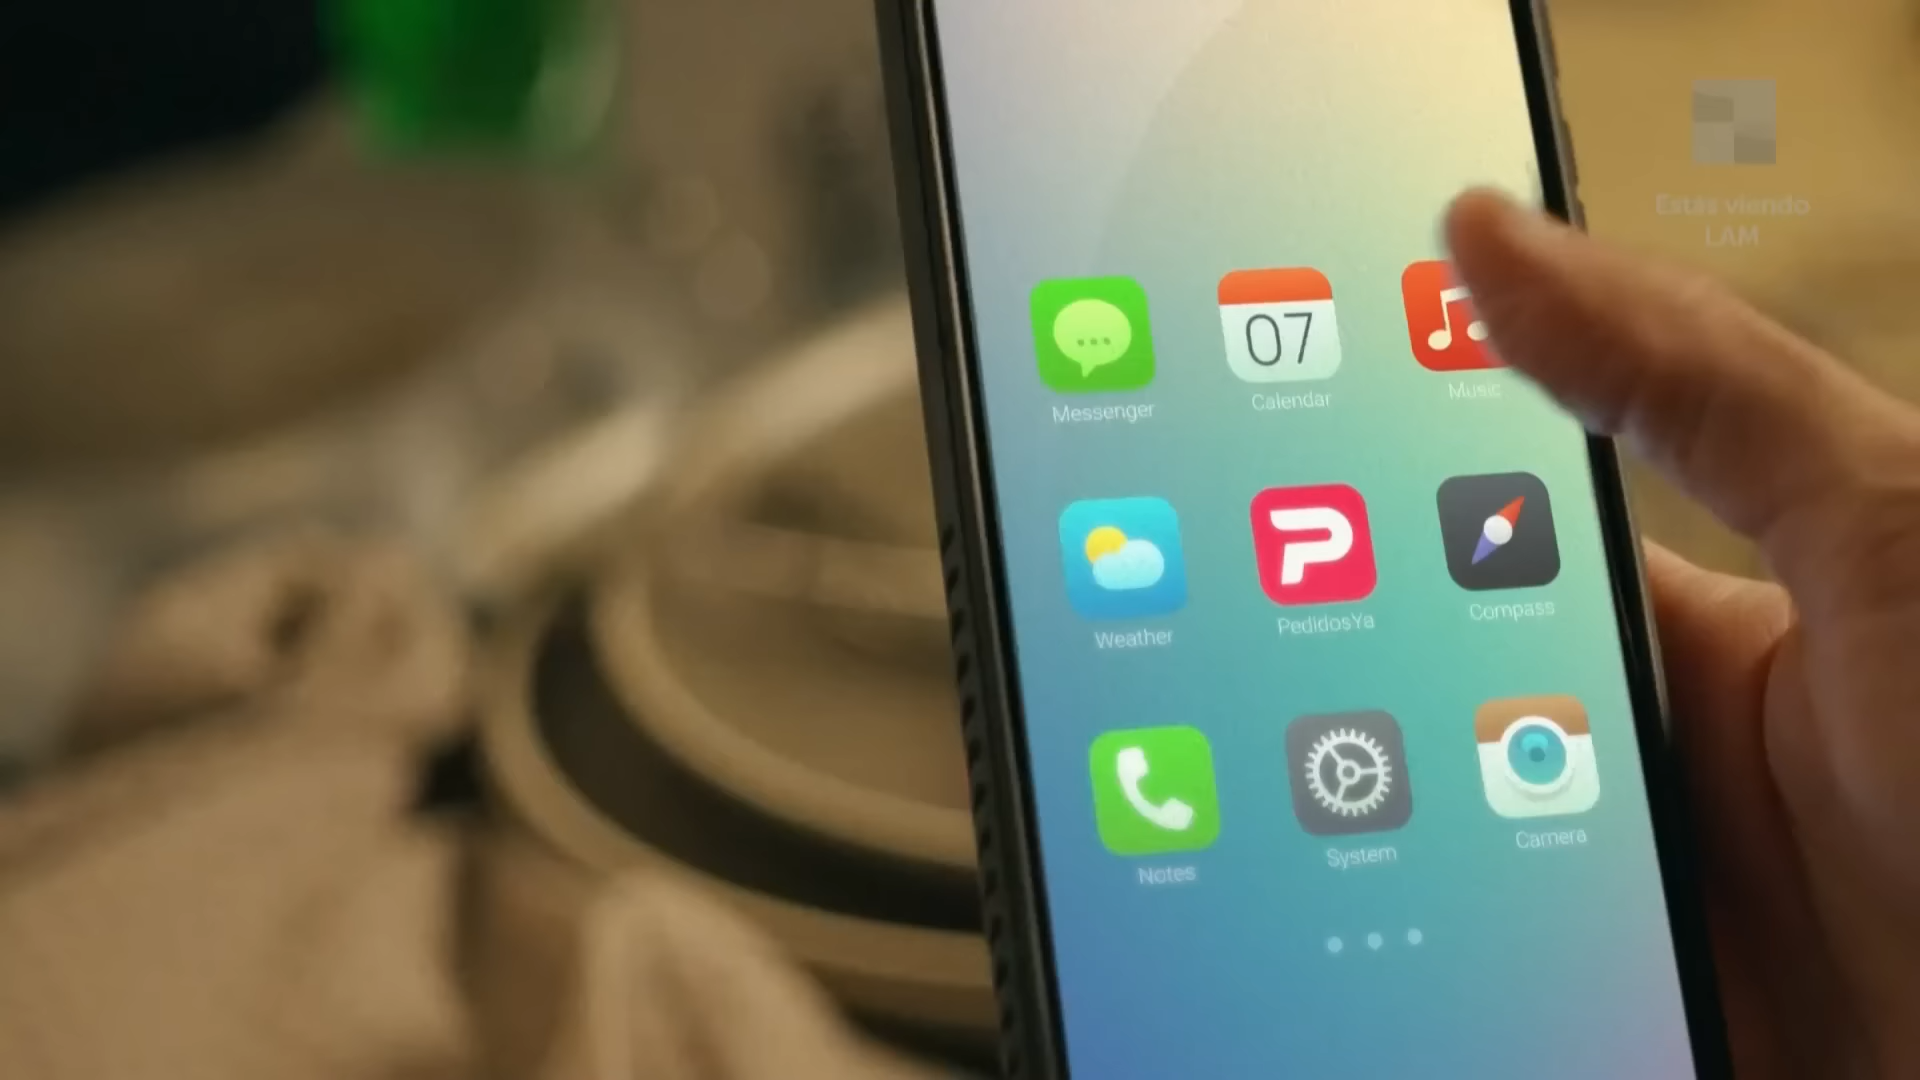 Estás viendo
LAM
07
Messenger
Calendar
Music
Weather
PedidosYa
Compass
Notes
System
Camera